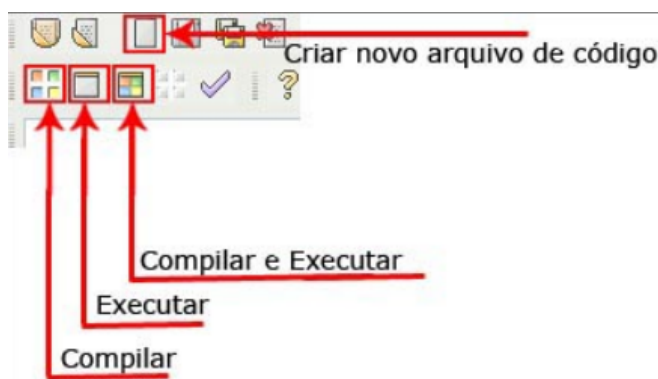 Criar novo arquivo de código
Compilar e Executar
Executar
Compilar